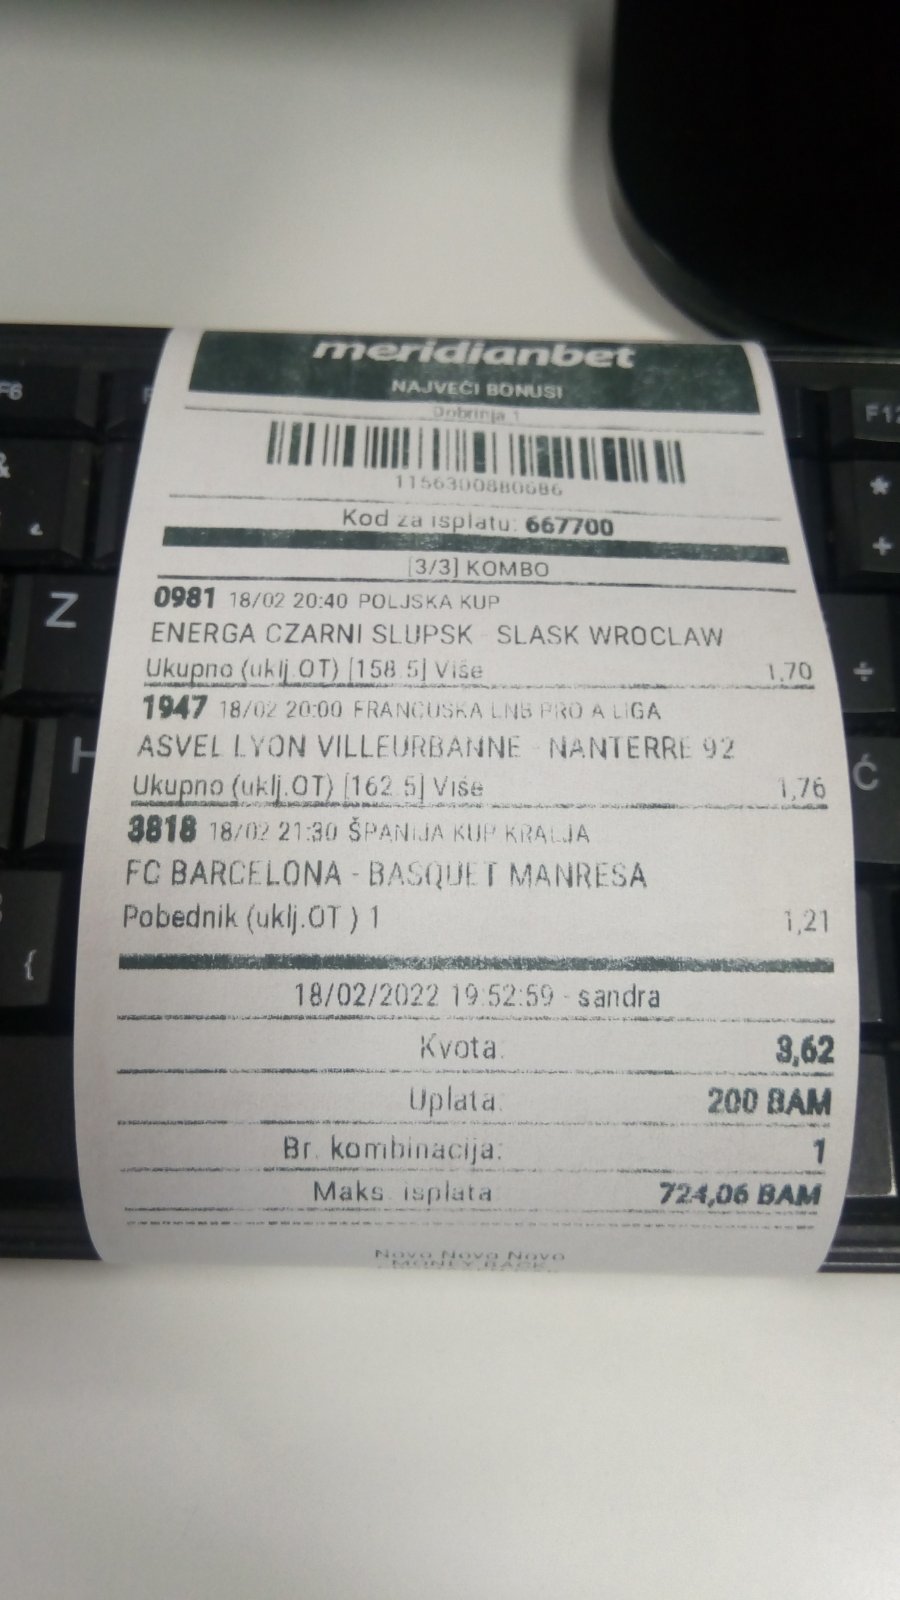 meridianbet
NAJVEĆI BONUSI
Dobrinja 1
1156300880686
Kod za isplatu: 667700
[3/3] KOMBO
0981 18/02 20:40 POLJSKA KUP
ENERGA CZARNI SLUPSK - SLASK WROCLAW
Ukupno (uklj.OT) [158.5] Više 1,70
1947 18/02 20:00 FRANCUSKA LNB PRO A LIGA
ASVEL LYON VILLEURBANNE - NANTERRE 92
Ukupno (uklj.OT) [162.5] Više 1,76
3818 18/02 21:30 ŠPANIJA KUP KRALJA
FC BARCELONA - BASQUET MANRESA
Pobednik (uklj.OT ) 1 1,21
18/02/2022 19:52:59 - sandra
Kvota: 3,62
Uplata: 200 BAM
Br. kombinacija: 1
Maks. isplata 724,06 BAM
Novo Novo Novo
MONEY BACK
F6
F12
&
*
+
Z
÷
H
Ć
{